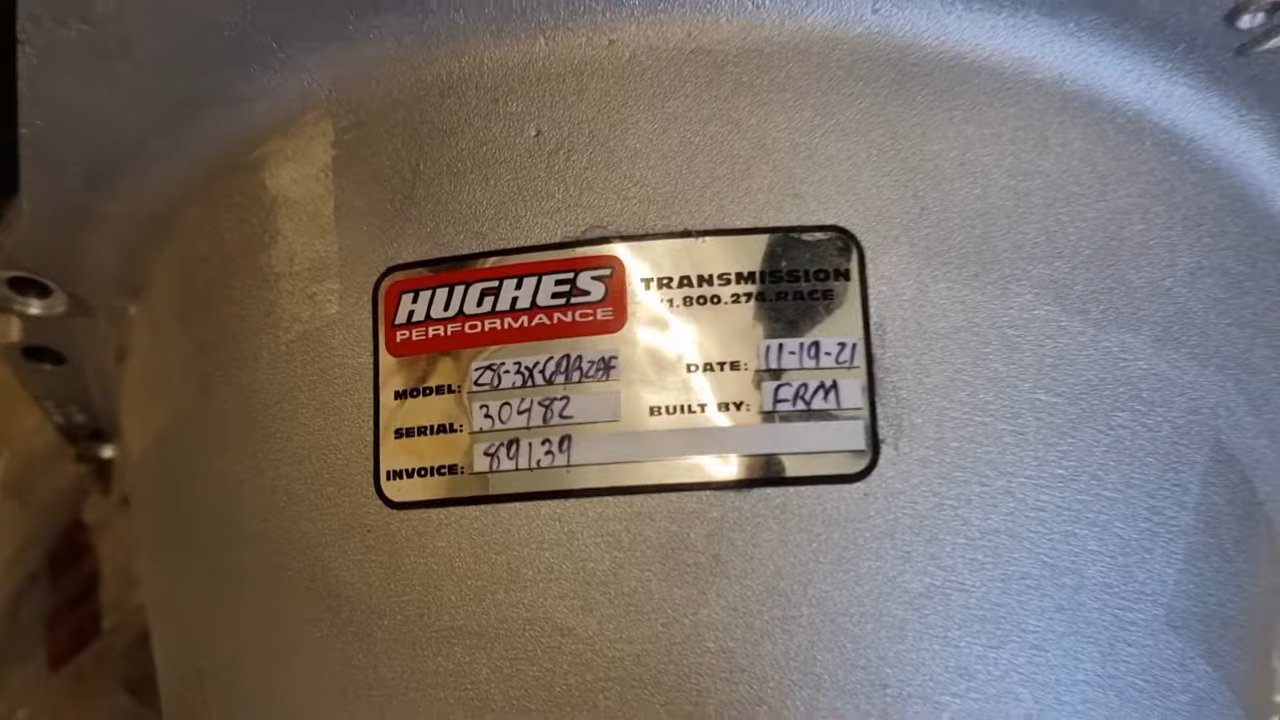 HUGHES
PERFORMANCE
TRANSMISSION
1.800.274.RACE
MODEL:
SERIAL: 30482
INVOICE: 89139
DATE: 11-19-21
BUILT BY: FRM